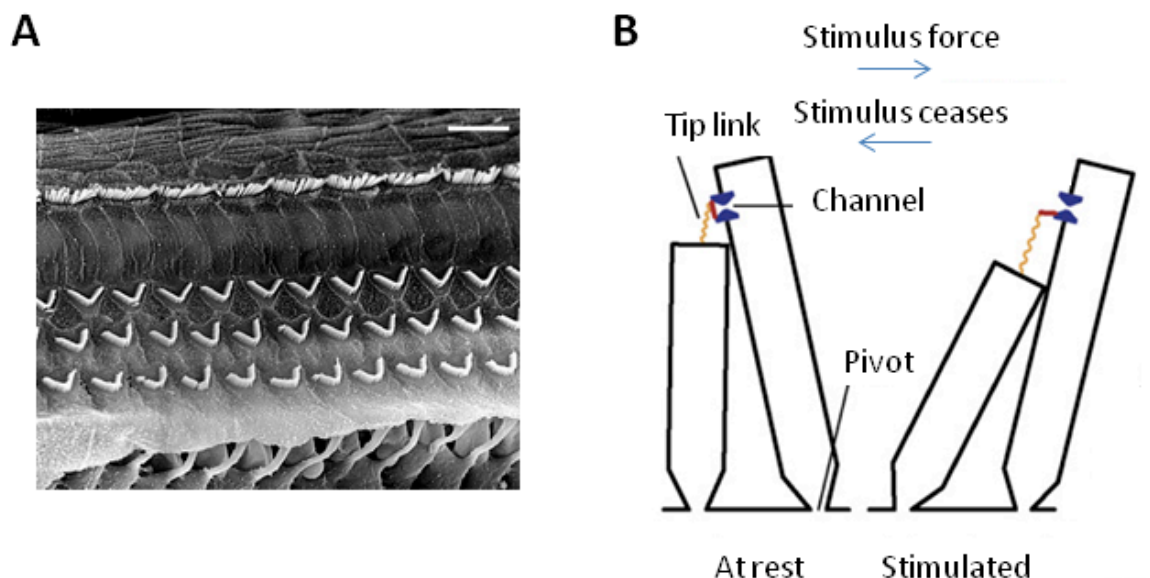 A
B
Stimulus force
Stimulus ceases
Tip link
Channel
Pivot
At rest
Stimulated